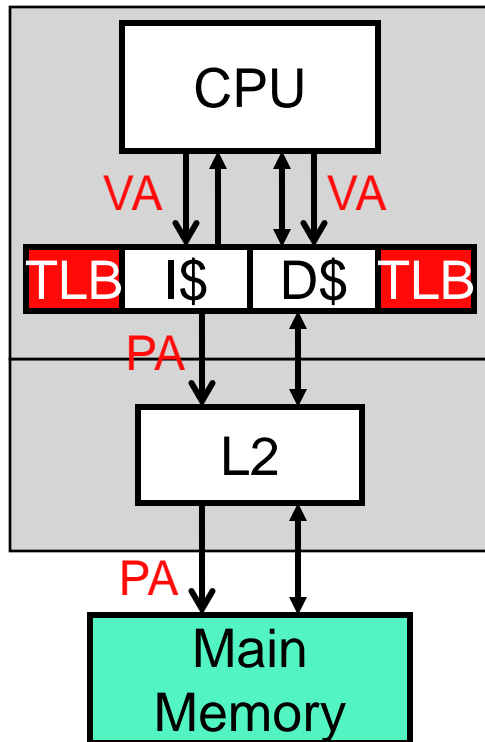 CPU
VA VA
TLB I$ D$ TLB
PA
L2
PA
Main
Memory